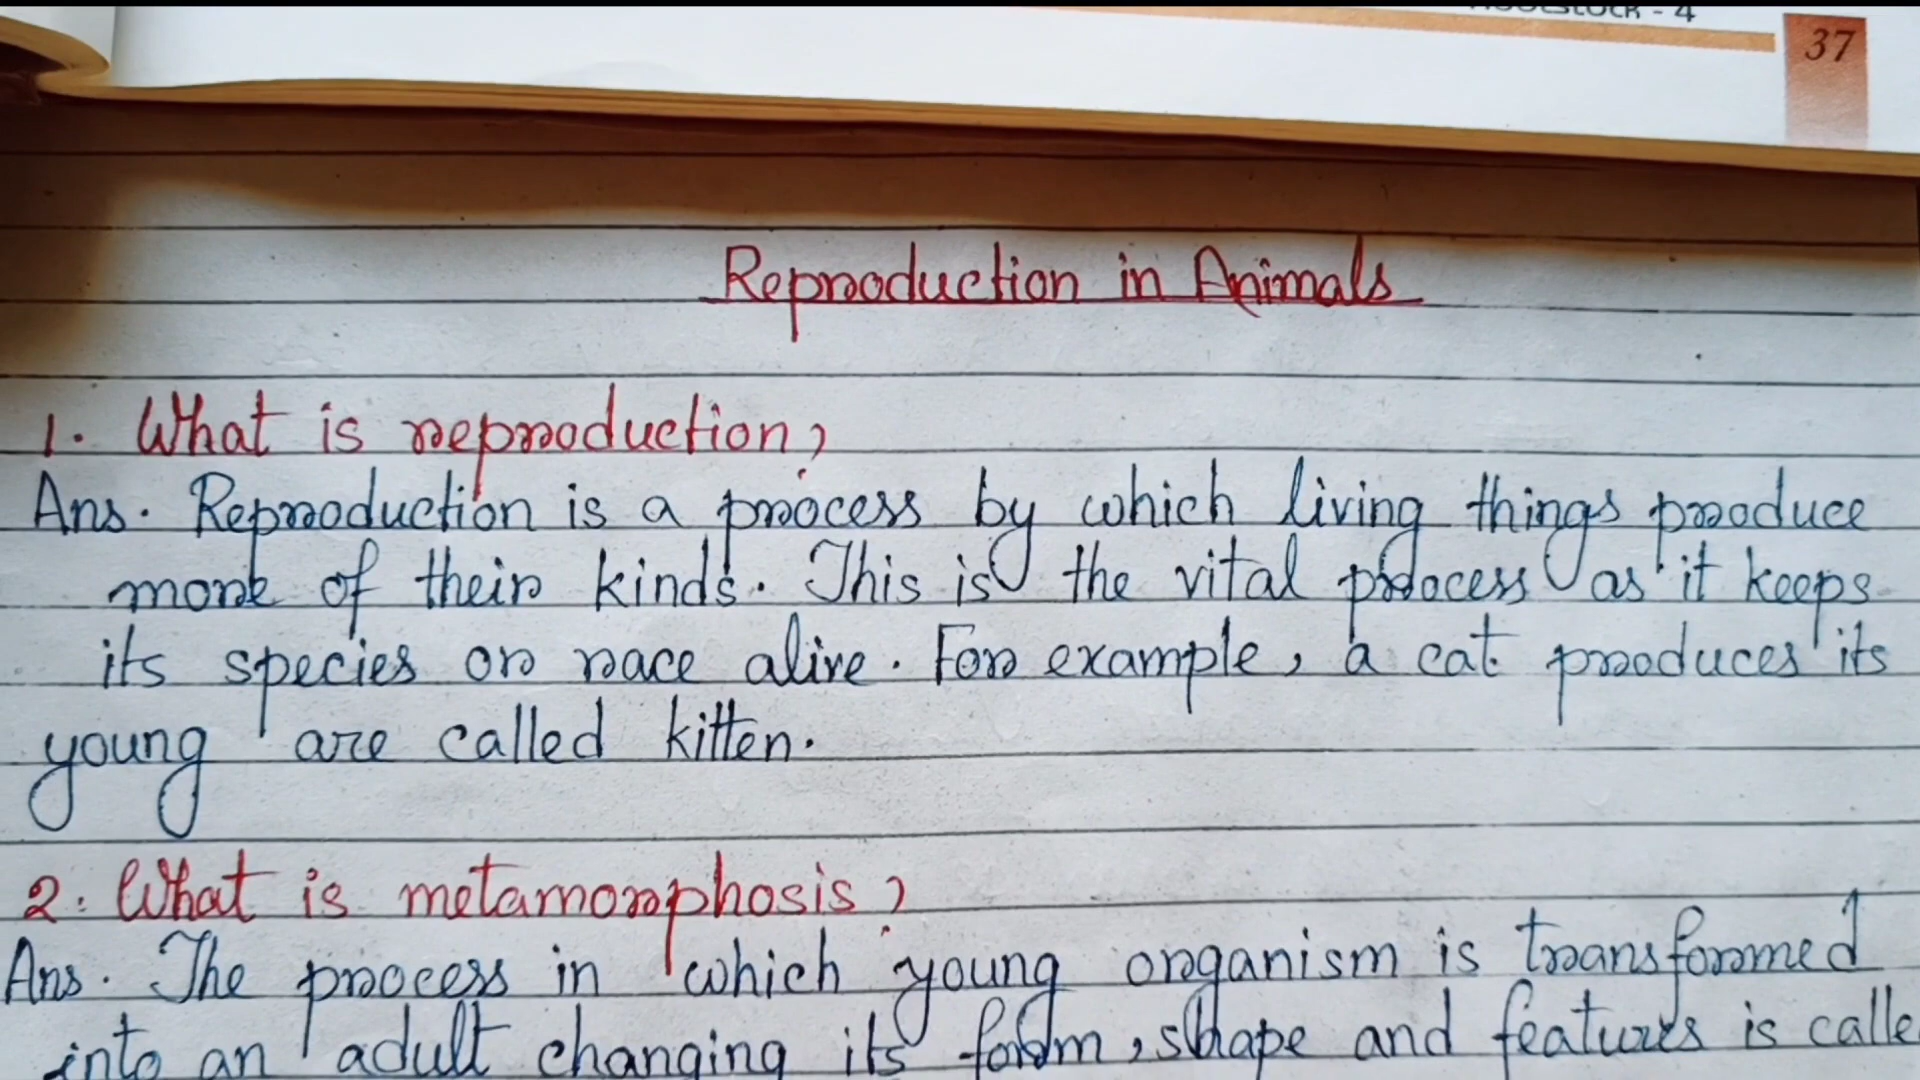 37
Reproduction in Animals
1. What is reproduction?
Ans. Reproduction is a process by which living things produce
more of their kinds. This is the vital process as it keeps
its species or race alive. For example, a cat produces its
young are called kitten.
2. What is metamorphosis?
Ans. The process in which young organism is transformed
into an adult changing its form, shape and features is calle